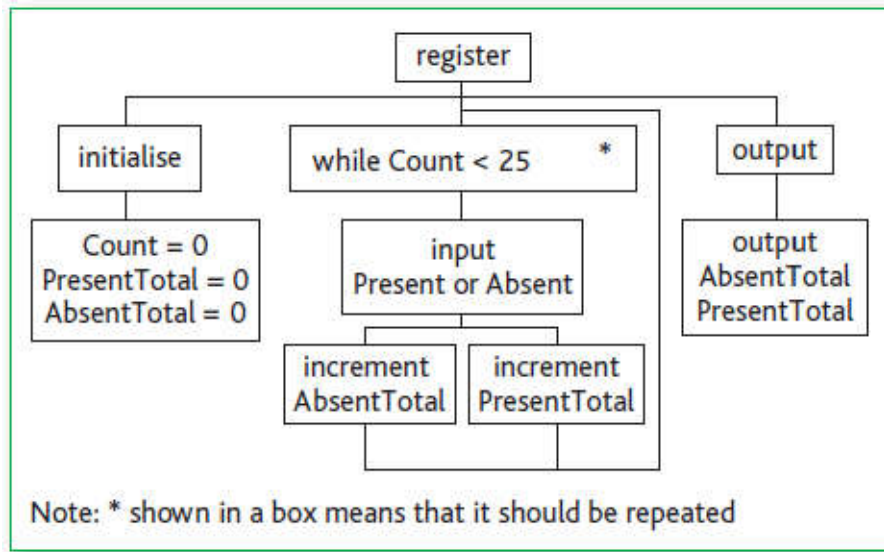 register
initialise
while Count < 25 *
output
Count = 0
PresentTotal = 0
AbsentTotal = 0
input
Present or Absent
output
AbsentTotal
PresentTotal
increment
AbsentTotal
increment
PresentTotal
Note: * shown in a box means that it should be repeated